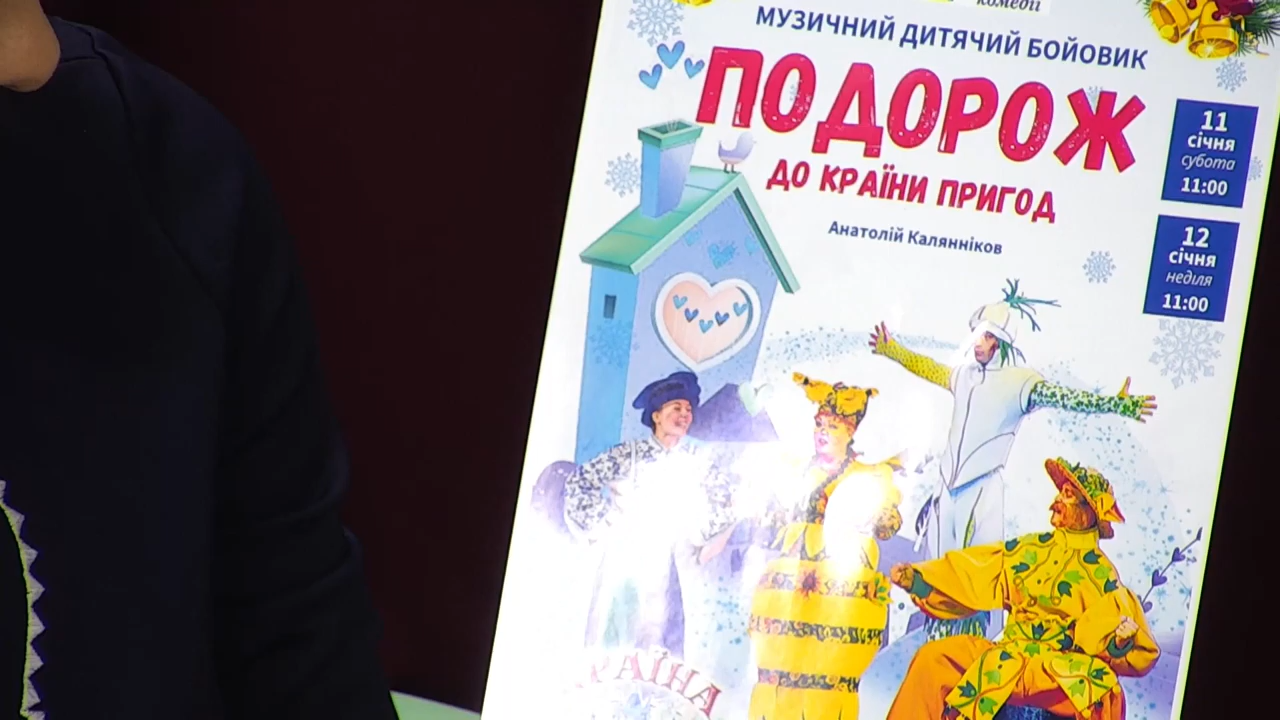 комедії
МУЗИЧНИЙ ДИТЯЧИЙ БОЙОВИК
ПОДОРОЖ
ДО КРАЇНИ ПРИГОД
Анатолій Калянніков
11
січня
субота
11:00
12
січня
неділя
11:00
РАЇНА